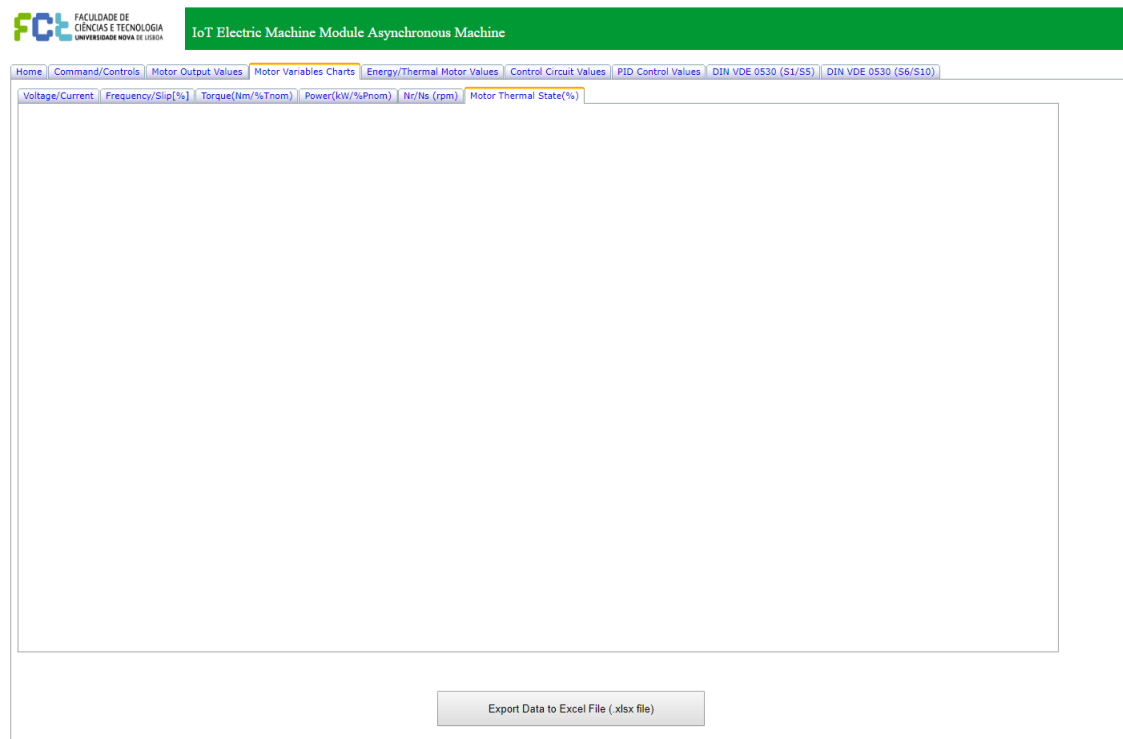 FCt
FACULDADE DE
CIÊNCIAS E TECNOLOGIA
UNIVERSIDADE NOVA DE LISBOA
IoT Electric Machine Module Asynchronous Machine
Home Command/Controls Motor Output Values Motor Variables Charts Energy/Thermal Motor Values Control Circuit Values PID Control Values DIN VDE 0530 (S1/S5) DIN VDE 0530 (S6/S10)
Voltage/Current Frequency/Slip[%] Torque(Nm/%Tnom) Power(kW/%Pnom) Nr/Ns (rpm) Motor Thermal State(%)
Export Data to Excel File (.xlsx file)